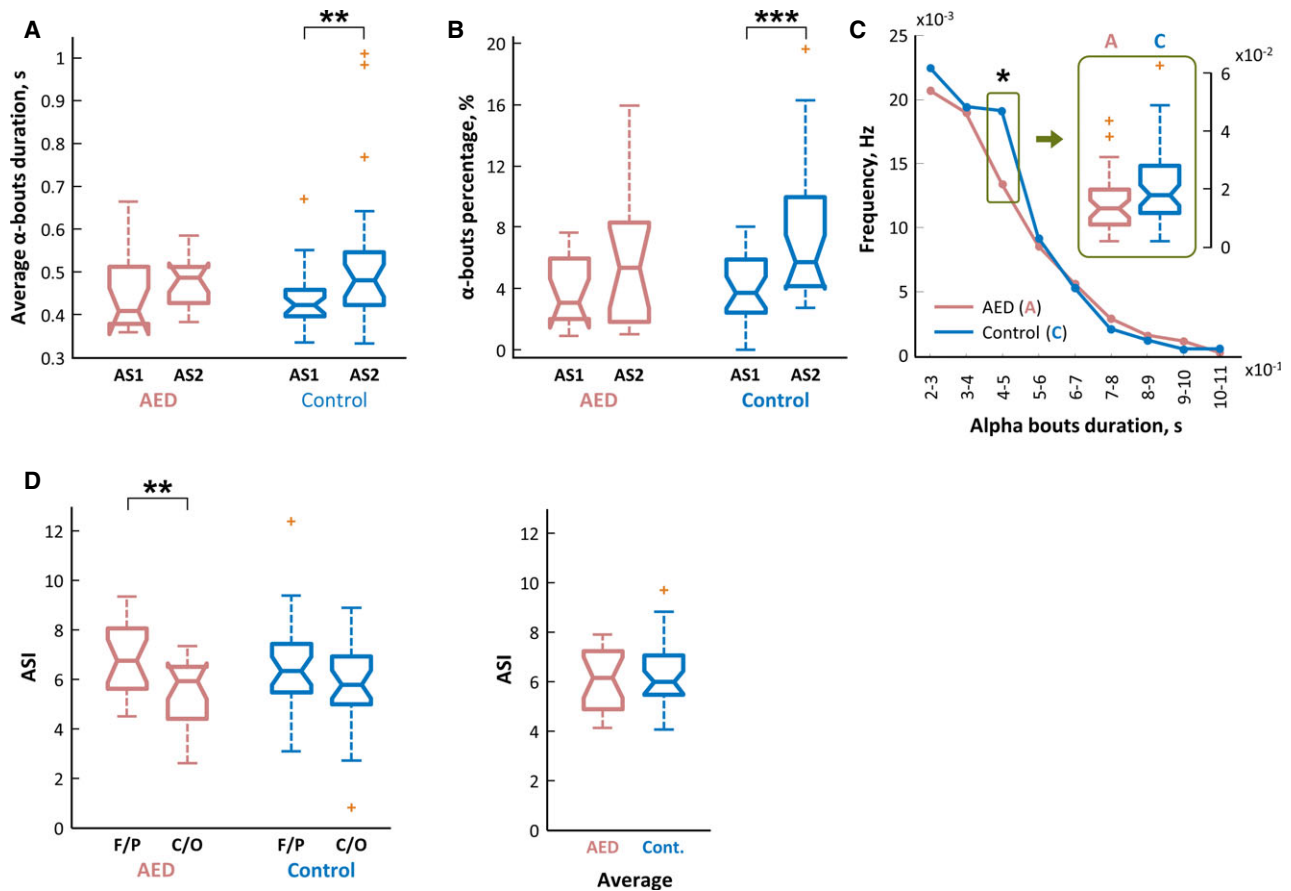 A
**
Average α-bouts duration, s
1
0.9
0.8
0.7
0.6
0.5
0.4
0.3
AS1 AS2 AS1 AS2
AED Control
B
***
α-bouts percentage, %
20
16
12
8
4
0
AS1 AS2 AS1 AS2
AED Control
C
x10-3
Frequency, Hz
25
20
15
10
5
0
*
A C
x10-2
6
4
2
0
AED (A)
Control (C)
2-3 3-4 4-5 5-6 6-7 7-8 8-9 9-10 10-11
x10-1
Alpha bouts duration, s
D
**
ASI
12
10
8
6
4
2
0
F/P C/O F/P C/O
AED Control
ASI
12
10
8
6
4
2
0
AED Cont.
Average